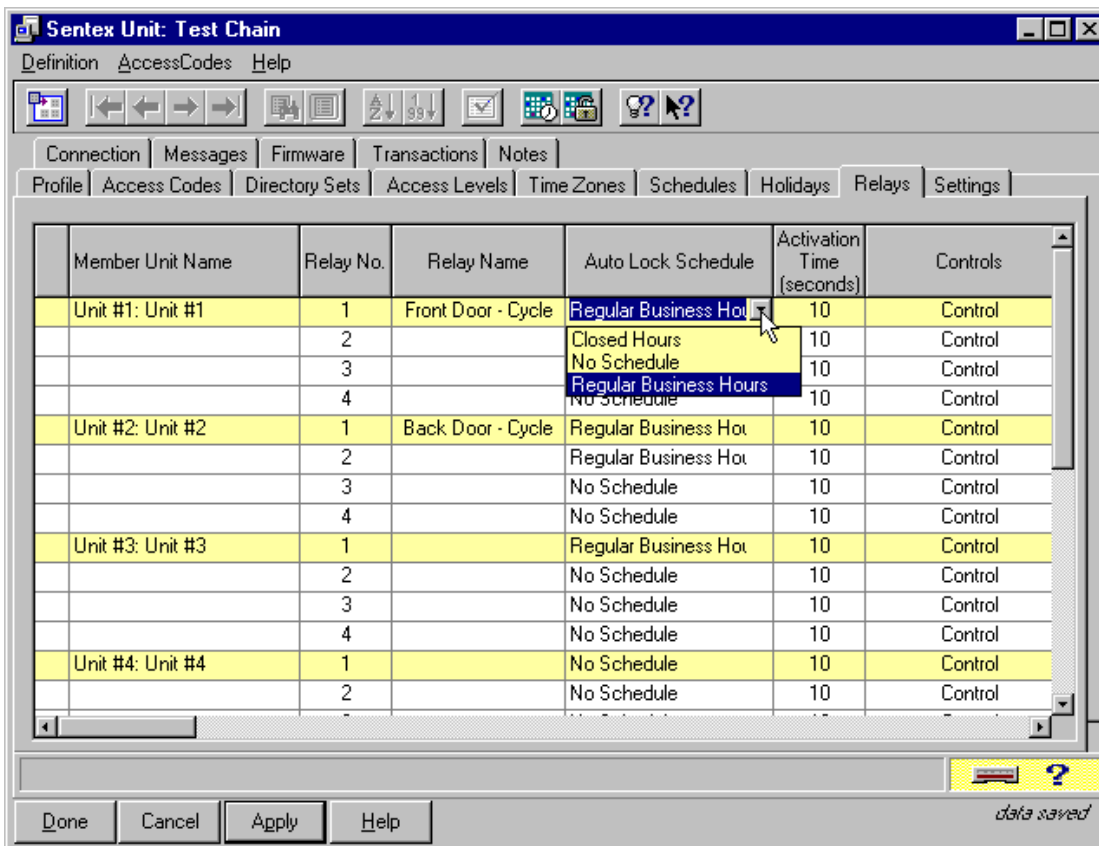 Sentex Unit: Test Chain
Definition AccessCodes Help
Connection Messages Firmware Transactions Notes
Profile Access Codes Directory Sets Access Levels Time Zones Schedules Holidays Relays Settings
Member Unit Name Relay No. Relay Name Auto Lock Schedule Activation Time (seconds) Controls
Unit #1: Unit #1 1 Front Door - Cycle Regular Business Hou 10 Control
2 Closed Hours 10 Control
3 No Schedule 10 Control
Regular Business Hours
4 No Schedule 10 Control
Unit #2: Unit #2 1 Back Door - Cycle Regular Business Hou 10 Control
2 Regular Business Hou 10 Control
3 No Schedule 10 Control
4 No Schedule 10 Control
Unit #3: Unit #3 1 Regular Business Hou 10 Control
2 No Schedule 10 Control
3 No Schedule 10 Control
4 No Schedule 10 Control
Unit #4: Unit #4 1 No Schedule 10 Control
2 No Schedule 10 Control
Done Cancel Apply Help data saved